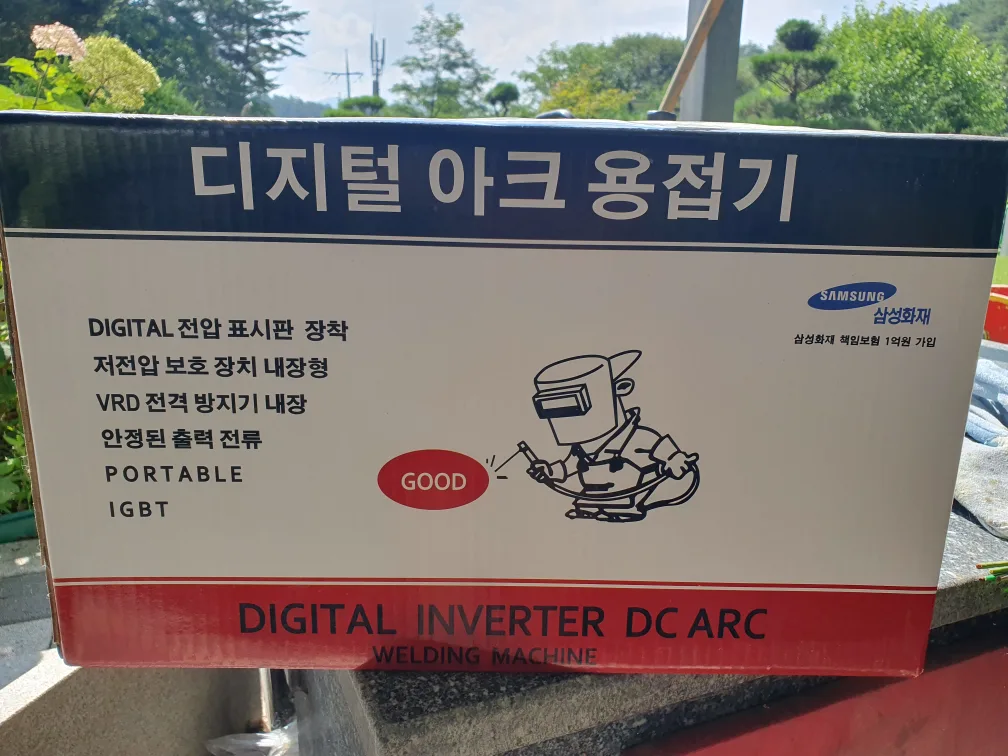 디지털 아크 용접기
SAMSUNG
삼성화재
삼성화재 책임보험 1억원 가입
DIGITAL 전압 표시판 장착
저전압 보호 장치 내장형
VRD 전격 방지기 내장
안정된 출력 전류
PORTABLE
IGBT
GOOD
DIGITAL INVERTER DC ARC
WELDING MACHINE